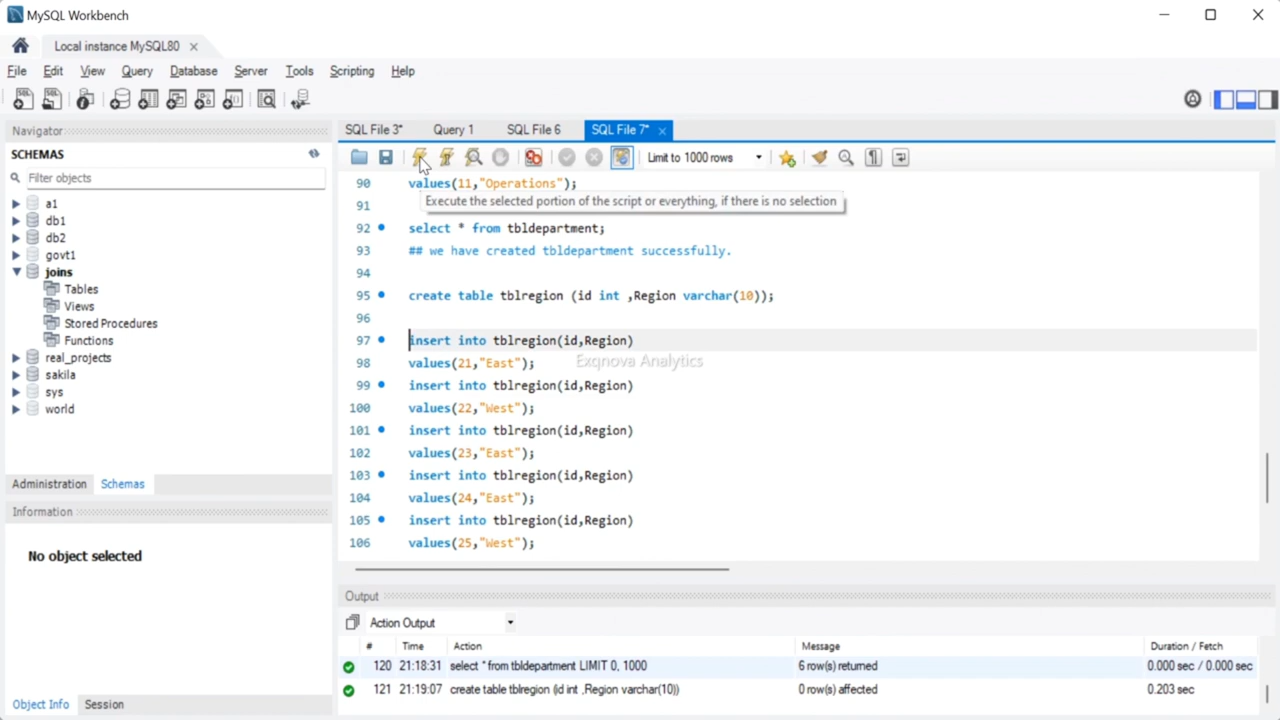 MySQL Workbench
Local instance MySQL80
File Edit View Query Database Server Tools Scripting Help
Navigator
SCHEMAS
Filter objects
a1
db1
db2
govt1
joins
Tables
Views
Stored Procedures
Functions
real_projects
sakila
sys
world
Administration Schemas
Information
No object selected
Object Info Session
SQL File 3* Query 1 SQL File 6 SQL File 7*
Limit to 1000 rows
90 values(11,"Operations");
91
Execute the selected portion of the script or everything, if there is no selection
92 select * from tbldepartment;
93 ## we have created tbldepartment successfully.
94
95 create table tblregion (id int ,Region varchar(10));
96
97 insert into tblregion(id,Region)
98 values(21,"East");
Exqnova Analytics
99 insert into tblregion(id,Region)
100 values(22,"West");
101 insert into tblregion(id,Region)
102 values(23,"East");
103 insert into tblregion(id,Region)
104 values(24,"East");
105 insert into tblregion(id,Region)
106 values(25,"West");
Output
Action Output
# Time Action Message Duration / Fetch
120 21:18:31 select * from tbldepartment LIMIT 0, 1000 6 row(s) returned 0.000 sec / 0.000 sec
121 21:19:07 create table tblregion (id int ,Region varchar(10)) 0 row(s) affected 0.203 sec